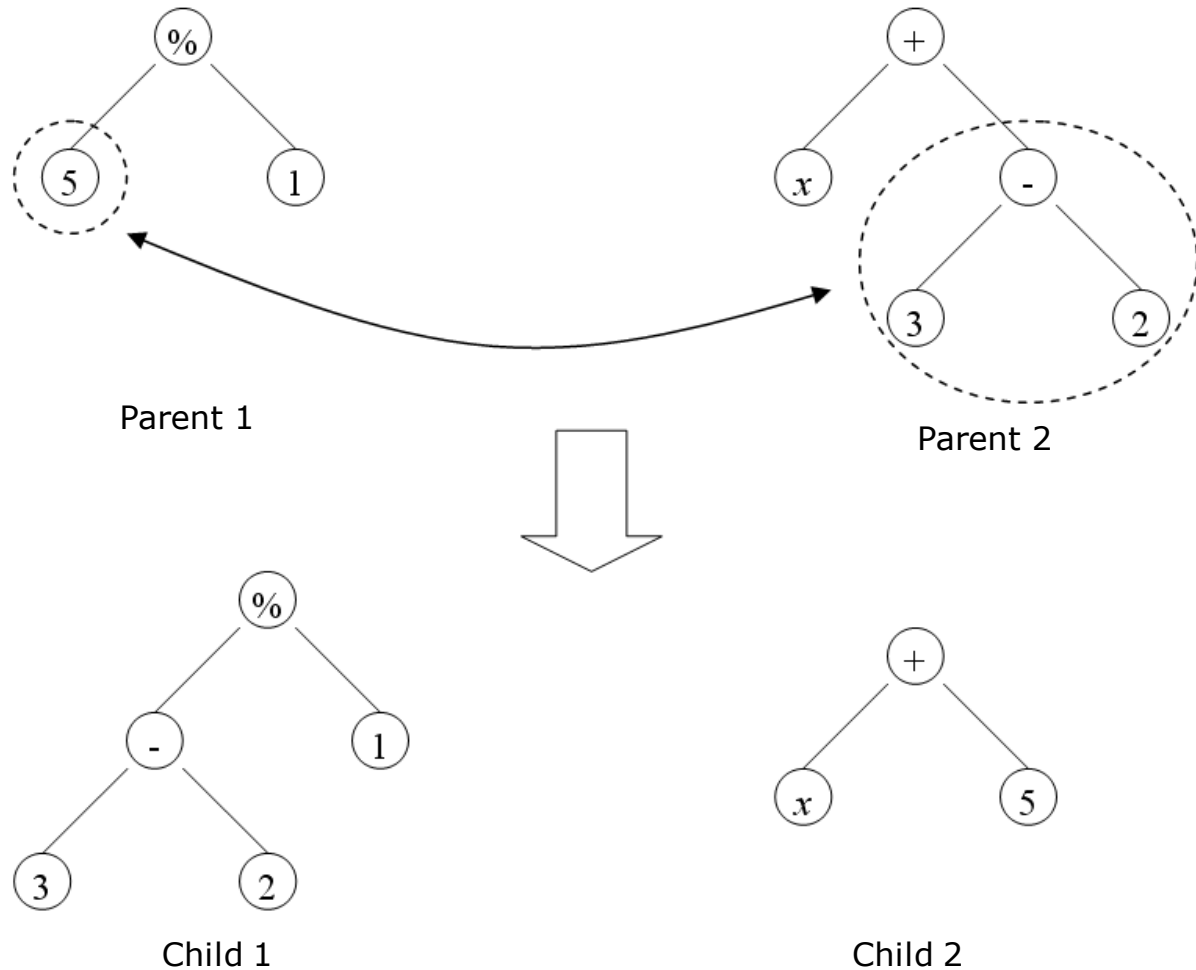 % +
5 1 x -
3 2
Parent 1
Parent 2
%
+
- 1
x 5
3 2
Child 1 Child 2